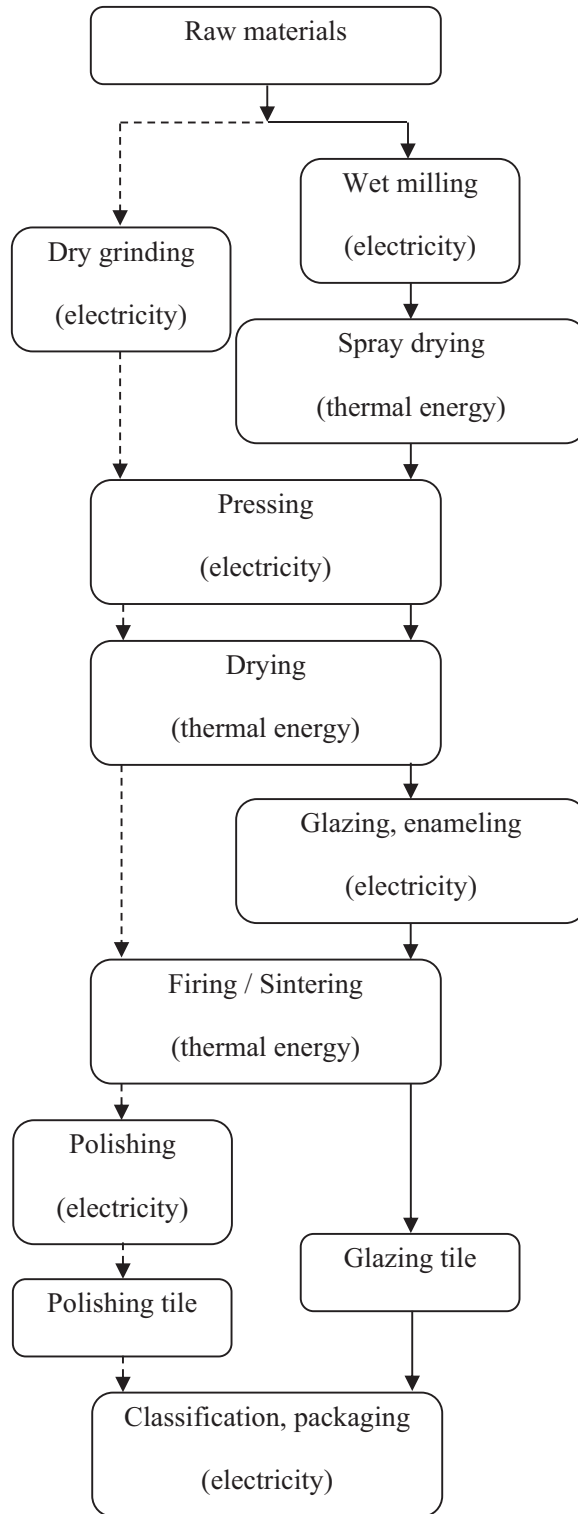 Raw materials
Wet milling
(electricity)
Dry grinding
(electricity)
Spray drying
(thermal energy)
Pressing
(electricity)
Drying
(thermal energy)
Glazing, enameling
(electricity)
Firing / Sintering
(thermal energy)
Polishing
(electricity)
Glazing tile
Polishing tile
Classification, packaging
(electricity)